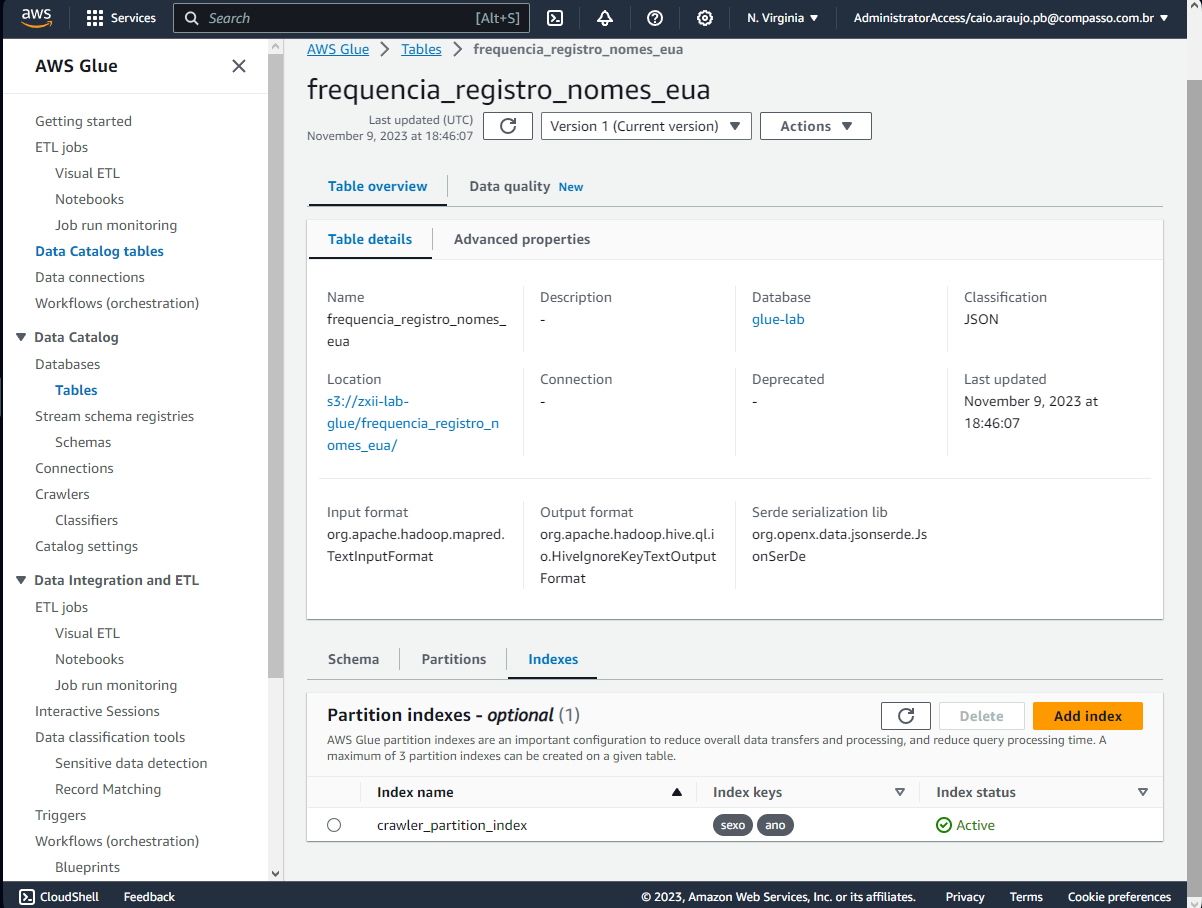 aws
Services
Search
[Alt+S]
N. Virginia
AdministratorAccess/caio.araujo.pb@compasso.com.br
AWS Glue
Getting started
ETL jobs
Visual ETL
Notebooks
Job run monitoring
Data Catalog tables
Data connections
Workflows (orchestration)
Data Catalog
Databases
Tables
Stream schema registries
Schemas
Connections
Crawlers
Classifiers
Catalog settings
Data Integration and ETL
ETL jobs
Visual ETL
Notebooks
Job run monitoring
Interactive Sessions
Data classification tools
Sensitive data detection
Record Matching
Triggers
Workflows (orchestration)
Blueprints
AWS Glue
Tables
frequencia_registro_nomes_eua
frequencia_registro_nomes_eua
Last updated (UTC)
November 9, 2023 at 18:46:07
Version 1 (Current version)
Actions
Table overview
Data quality New
Table details
Advanced properties
Name
frequencia_registro_nomes_
eua
Description
-
Database
glue-lab
Classification
JSON
Location
s3://zxii-lab-
glue/frequencia_registro_n
omes_eua/
Connection
-
Deprecated
-
Last updated
November 9, 2023 at
18:46:07
Input format
org.apache.hadoop.mapred.
TextInputFormat
Output format
org.apache.hadoop.hive.ql.i
o.HiveIgnoreKeyTextOutput
Format
Serde serialization lib
org.openx.data.jsonserde.Js
onSerDe
Schema
Partitions
Indexes
Partition indexes - optional (1)
Delete
Add index
AWS Glue partition indexes are an important configuration to reduce overall data transfers and processing, and reduce query processing time. A
maximum of 3 partition indexes can be created on a given table.
Index name
Index keys
Index status
crawler_partition_index
sexo
ano
Active
CloudShell
Feedback
© 2023, Amazon Web Services, Inc. or its affiliates.
Privacy
Terms
Cookie preferences